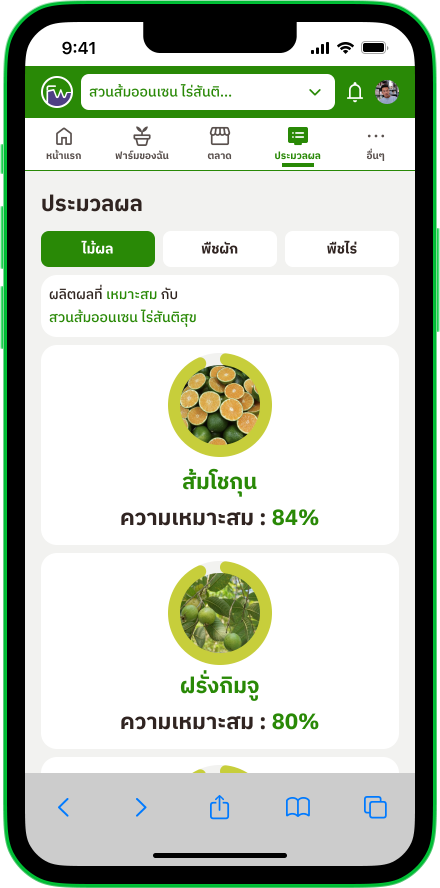 9:41
FW
สวนส้มออนเซน ไร่สันติ...
หน้าแรก
ฟาร์มของฉัน
ตลาด
ประมวลผล
อื่นๆ
ประมวลผล
ไม้ผล
พืชผัก
พืชไร่
ผลิตผลที่ เหมาะสม กับ
สวนส้มออนเซน ไร่สันติสุข
ส้มโชกุน
ความเหมาะสม : 84%
ฝรั่งกิมจู
ความเหมาะสม : 80%